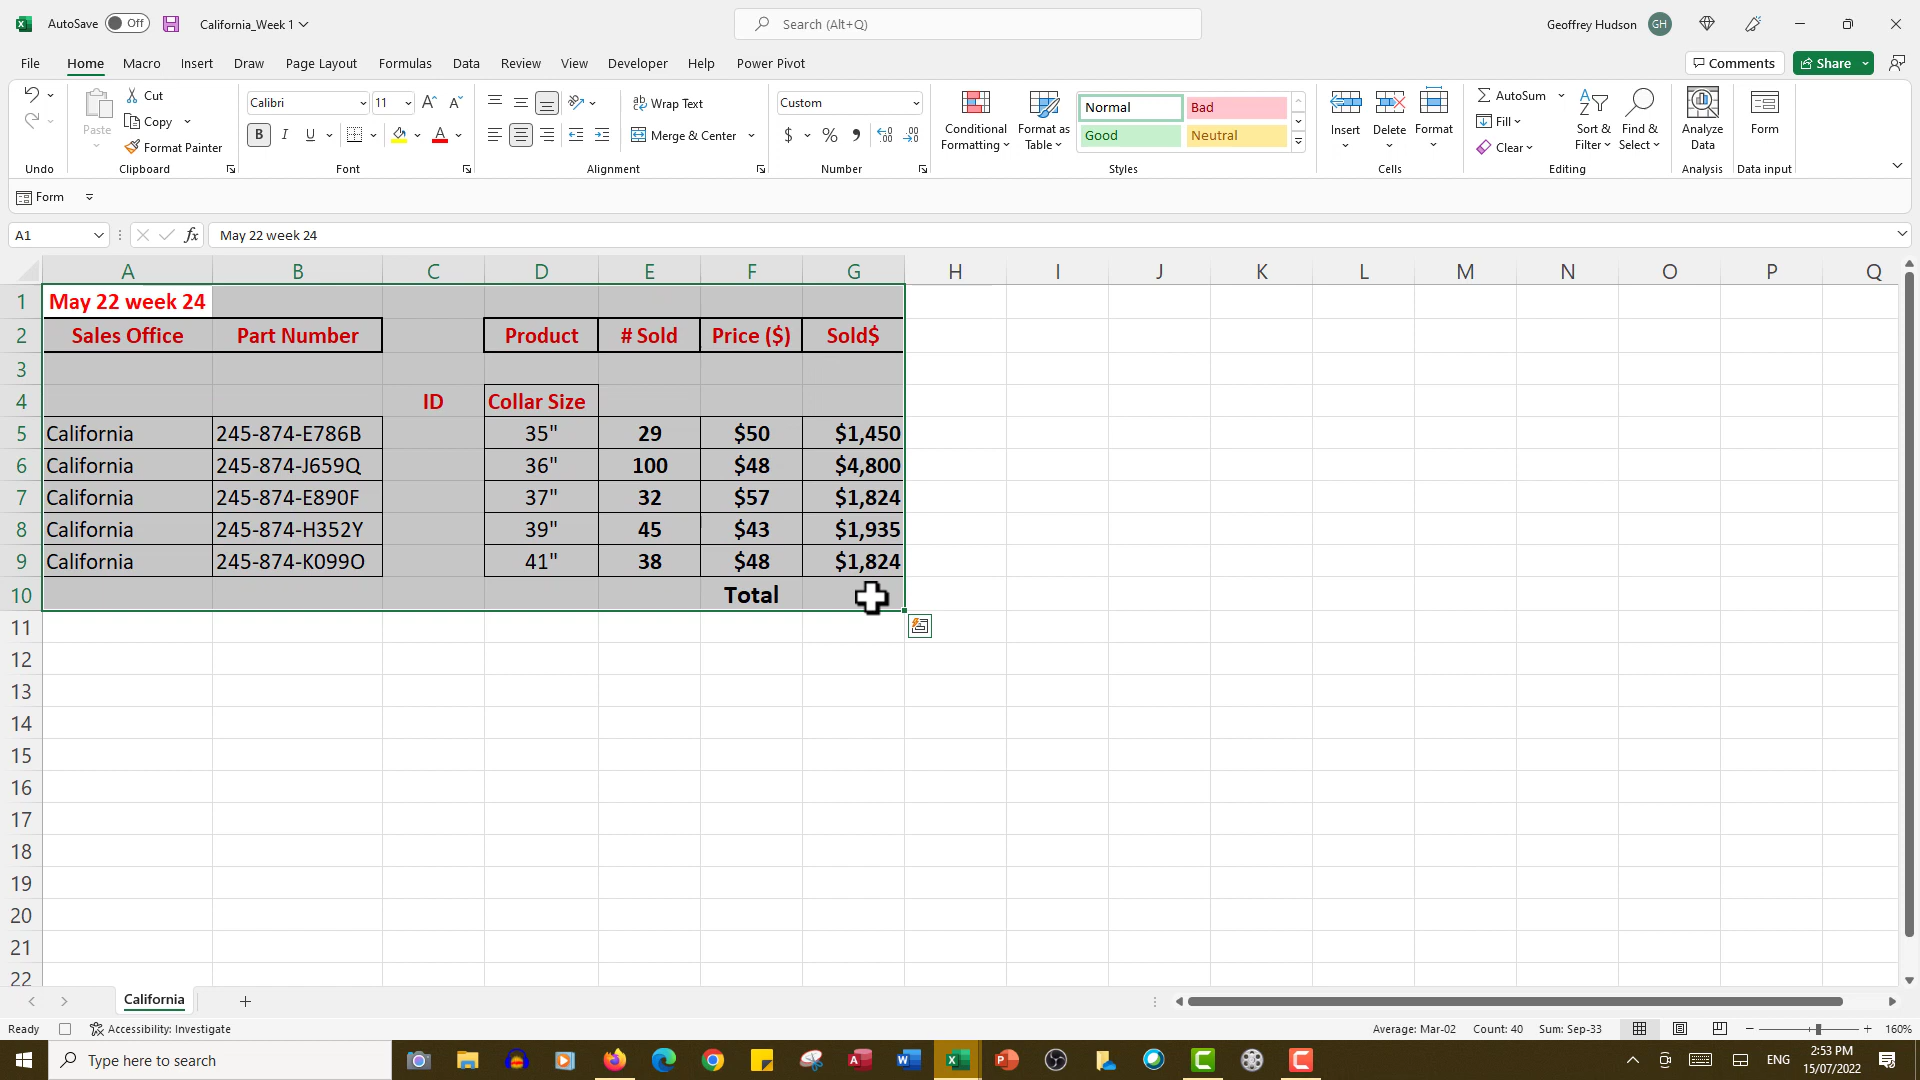 AutoSave Off California_Week 1 Search (Alt+Q) Geoffrey Hudson GH
File Home Macro Insert Draw Page Layout Formulas Data Review View Developer Help Power Pivot Comments Share
Paste Cut Calibri 11 Wrap Text Custom Conditional Formatting Format as Table Normal Bad Insert Delete Format AutoSum Sort & Filter Find & Select Analyze Data Form
Copy B I U A Merge & Center $ % Good Neutral Fill
Format Painter Clear
Undo Clipboard Font Alignment Number Styles Cells Editing Analysis Data input
Form
A1 fx May 22 week 24
A B C D E F G H I J K L M N O P Q
1 May 22 week 24
2 Sales Office Part Number Product # Sold Price ($) Sold$
3
4 ID Collar Size
5 California 245-874-E786B 35" 29 $50 $1,450
6 California 245-874-J659Q 36" 100 $48 $4,800
7 California 245-874-E890F 37" 32 $57 $1,824
8 California 245-874-H352Y 39" 45 $43 $1,935
9 California 245-874-K099O 41" 38 $48 $1,824
10 Total
11
12
13
14
15
16
17
18
19
20
21
22
California
Ready Accessibility: Investigate Average: Mar-02 Count: 40 Sum: Sep-33 160%
Type here to search ENG 2:53 PM
15/07/2022